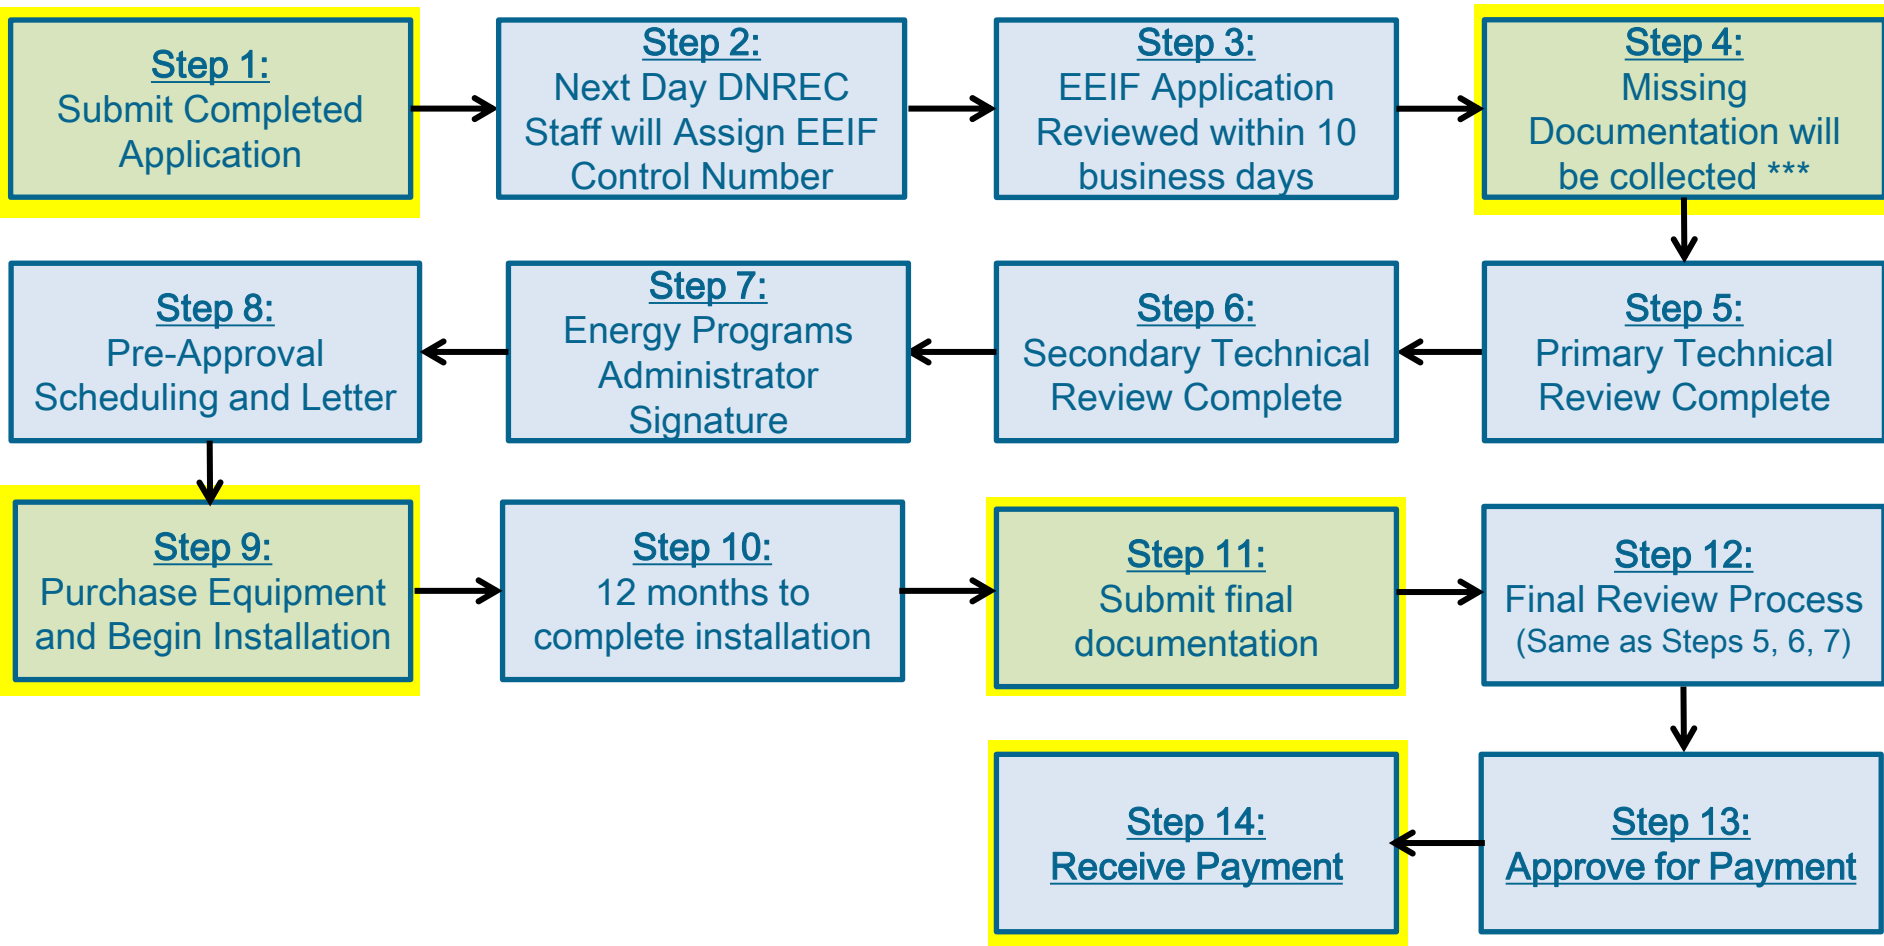 Step 1:
Submit Completed
Application
Step 2:
Next Day DNREC
Staff will Assign EEIF
Control Number
Step 3:
EEIF Application
Reviewed within 10
business days
Step 4:
Missing
Documentation will
be collected ***
Step 5:
Primary Technical
Review Complete
Step 6:
Secondary Technical
Review Complete
Step 7:
Energy Programs
Administrator
Signature
Step 8:
Pre-Approval
Scheduling and Letter
Step 9:
Purchase Equipment
and Begin Installation
Step 10:
12 months to
complete installation
Step 11:
Submit final
documentation
Step 12:
Final Review Process
(Same as Steps 5, 6, 7)
Step 13:
Approve for Payment
Step 14:
Receive Payment